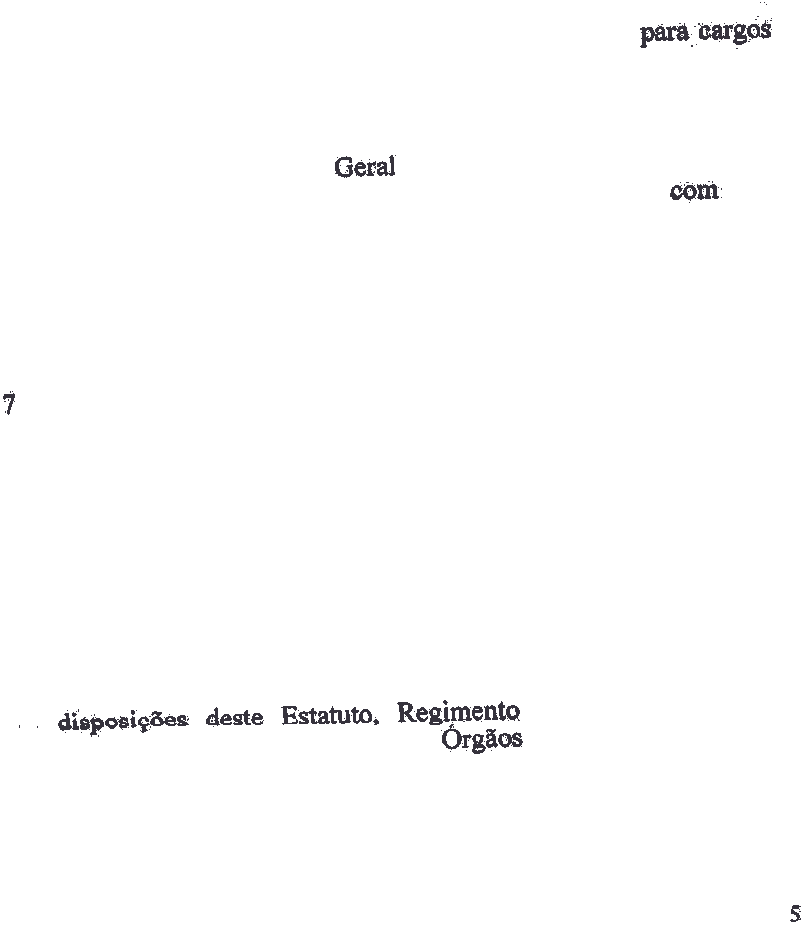 para cargos
Geral
com
7
disposições deste Estatuto, Regimento
Órgãos
5